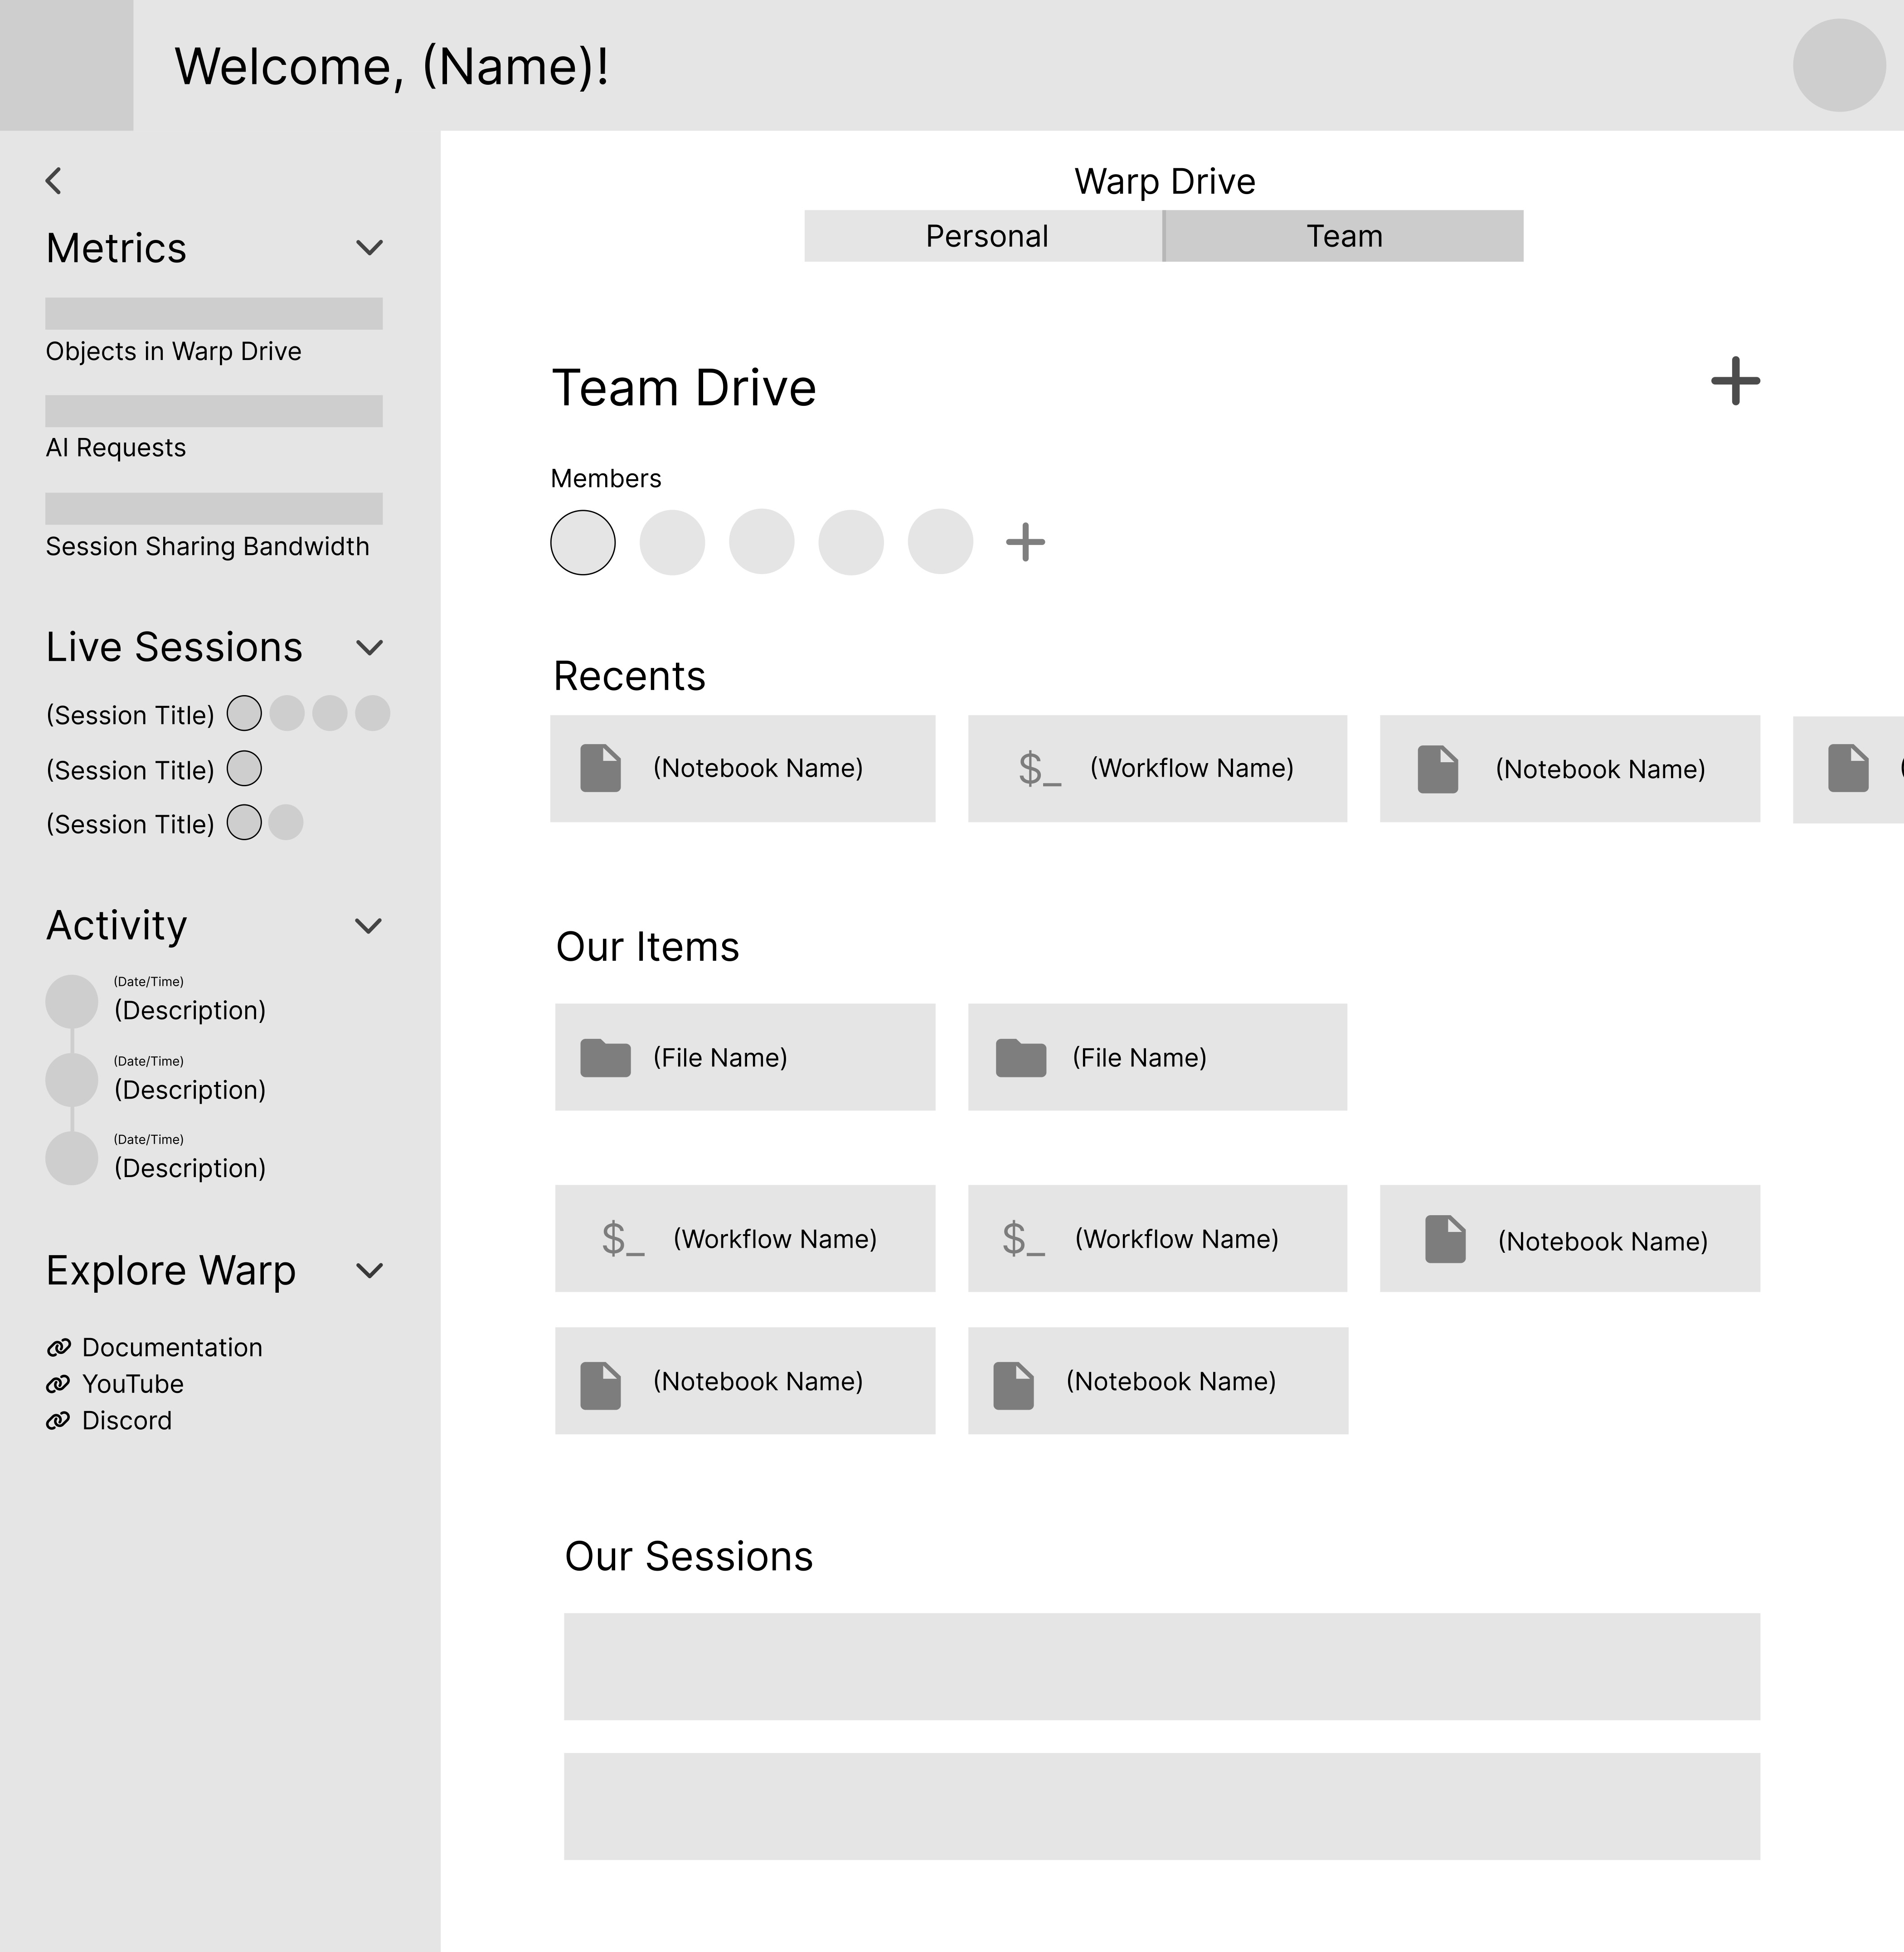 Welcome, (Name)!
Metrics
Objects in Warp Drive
AI Requests
Session Sharing Bandwidth
Live Sessions
(Session Title)
(Session Title)
(Session Title)
Activity
(Date/Time)
(Description)
(Date/Time)
(Description)
(Date/Time)
(Description)
Explore Warp
Documentation
YouTube
Discord
Warp Drive
Personal Team
Team Drive
Members
Recents
(Notebook Name) $_ (Workflow Name) (Notebook Name) (
Our Items
(File Name) (File Name)
$_ (Workflow Name) $_ (Workflow Name) (Notebook Name)
(Notebook Name) (Notebook Name)
Our Sessions